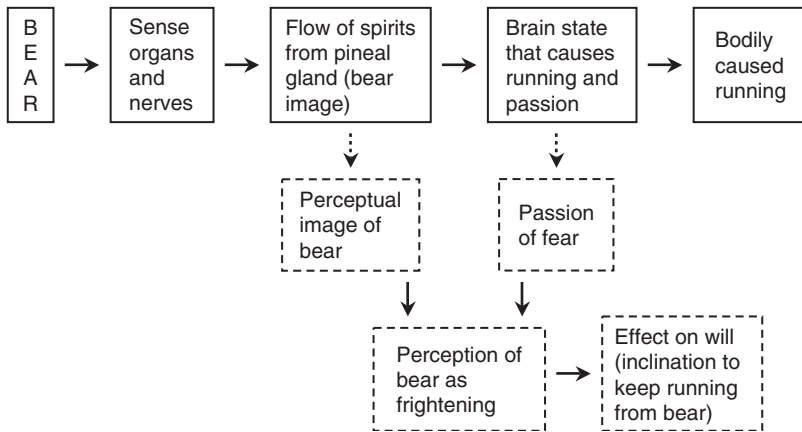 B
E
A
R
Sense
organs
and
nerves
Flow of spirits
from pineal
gland (bear
image)
Brain state
that causes
running and
passion
Bodily
caused
running
Perceptual
image of
bear
Passion
of fear
Perception of
bear as
frightening
Effect on will
(inclination to
keep running
from bear)